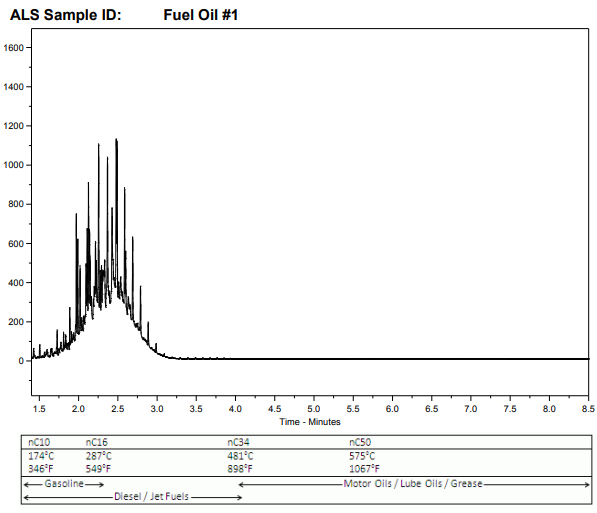 ALS Sample ID: Fuel Oil #1
1600
1400
1200
1000
800
600
400
200
0
1.5 2.0 2.5 3.0 3.5 4.0 4.5 5.0 5.5 6.0 6.5 7.0 7.5 8.0 8.5
Time - Minutes
nC10 nC16 nC34 nC50
174°C 287°C 481°C 575°C
346°F 549°F 898°F 1067°F
Gasoline Motor Oils / Lube Oils / Grease
Diesel / Jet Fuels